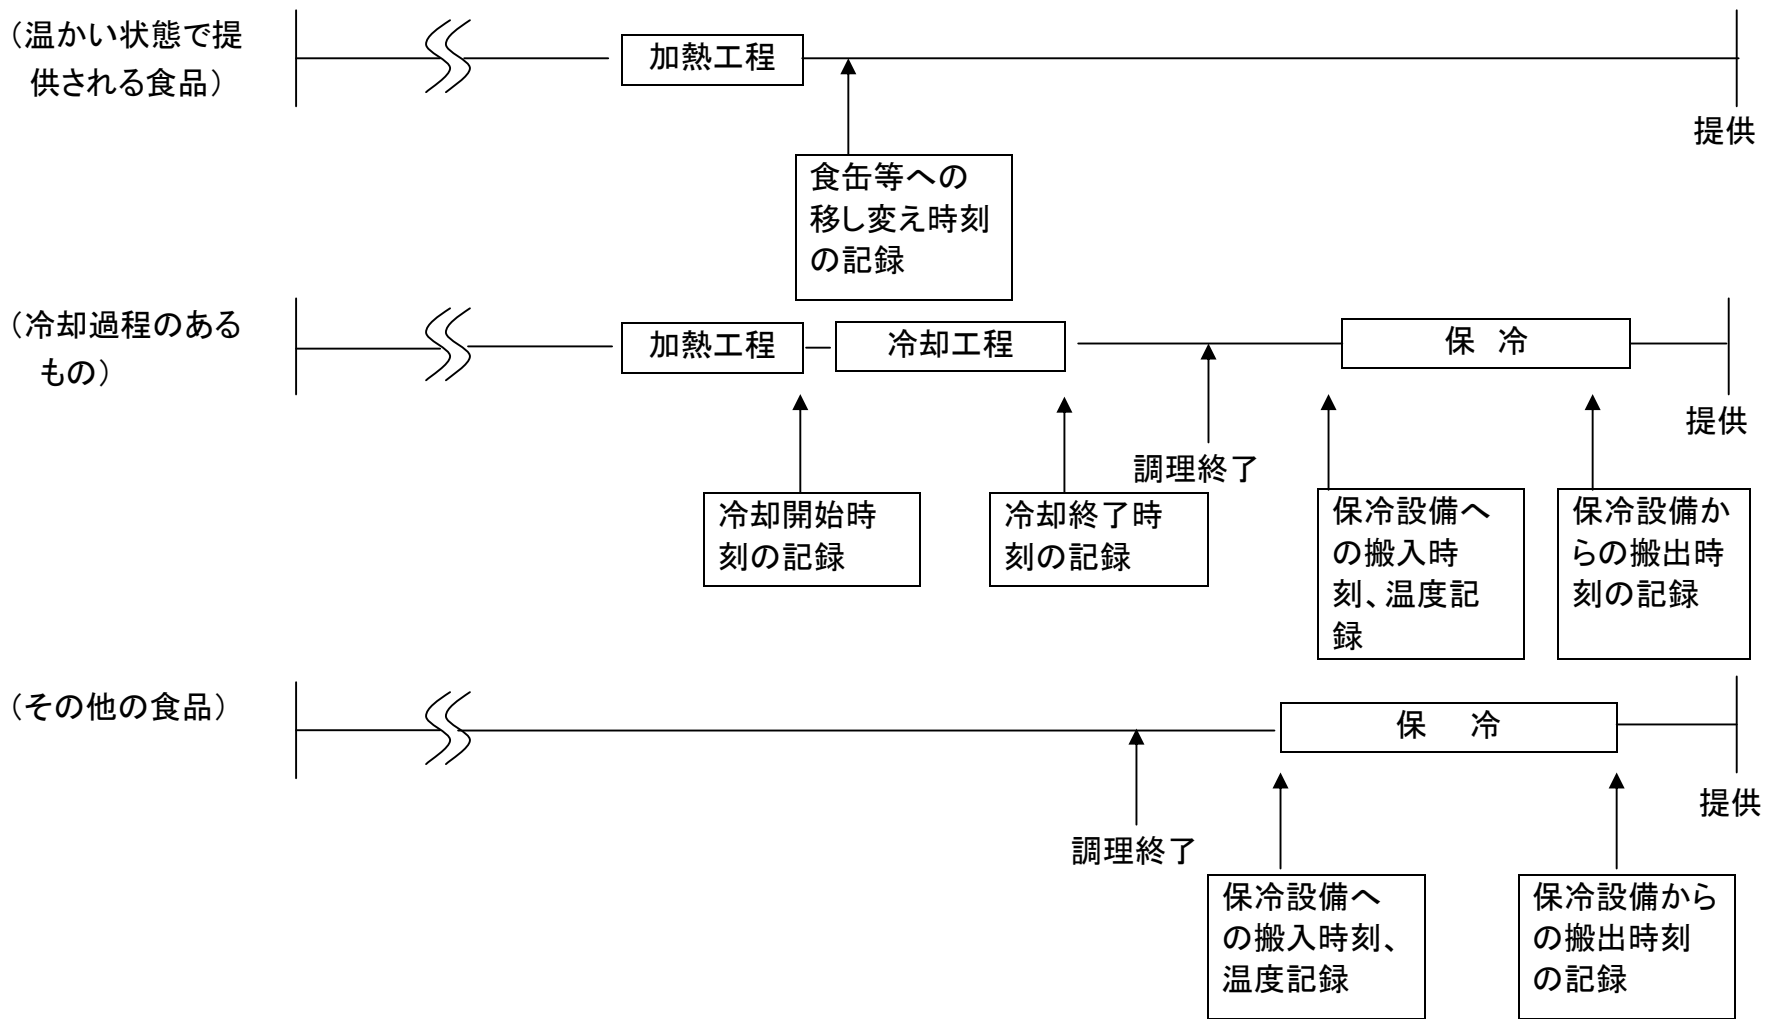 （温かい状態で提
供される食品）
加熱工程
提供
食缶等への
移し変え時刻
の記録
（冷却過程のある
もの）
加熱工程
冷却工程
保 冷
提供
調理終了
冷却開始時
刻の記録
冷却終了時
刻の記録
保冷設備へ
の搬入時
刻、温度記
録
保冷設備か
らの搬出時
刻の記録
（その他の食品）
保 冷
提供
調理終了
保冷設備へ
の搬入時刻、
温度記録
保冷設備から
の搬出時刻
の記録